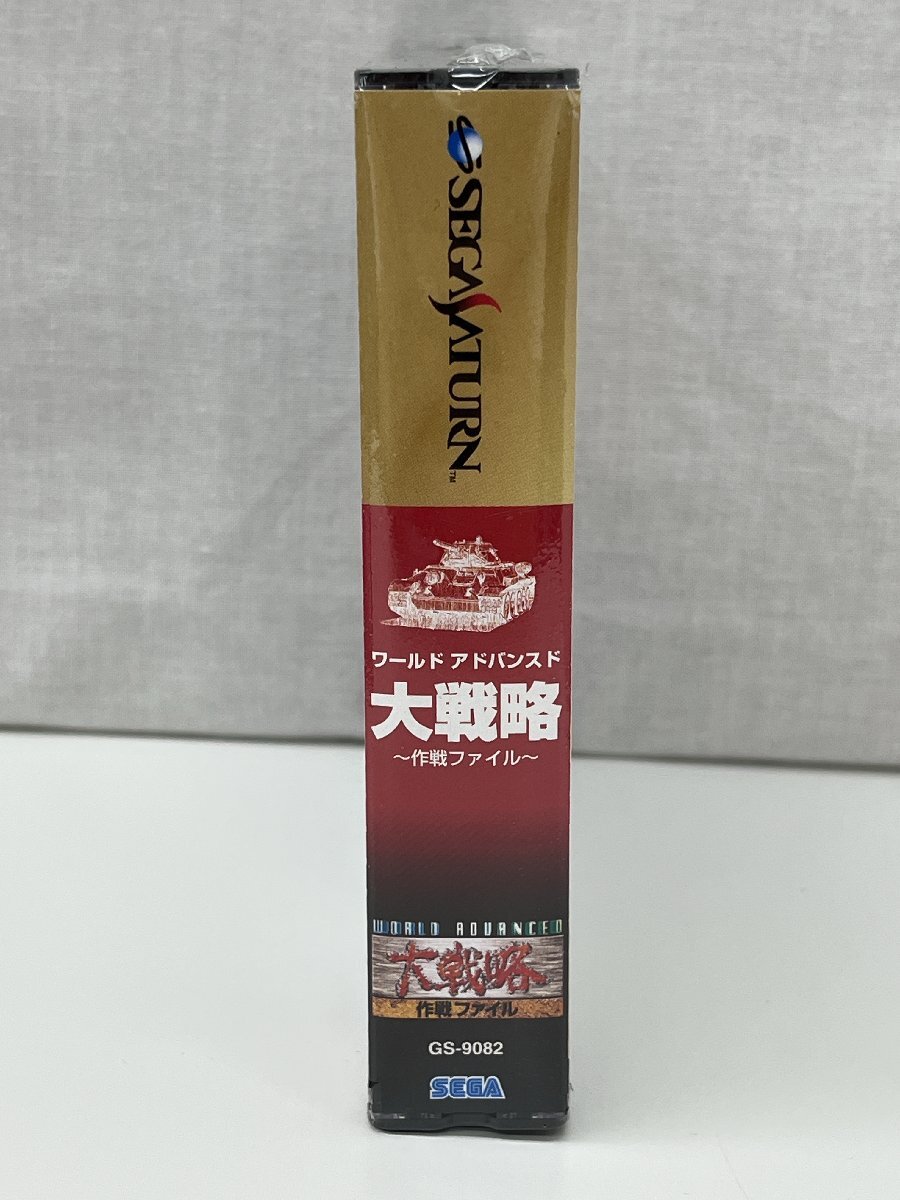 SEGA SATURN™
ワールド アドバンスド
大戦略
～作戦ファイル～
WORLD ADVANCED
大戦略
作戦ファイル
GS-9082
SEGA